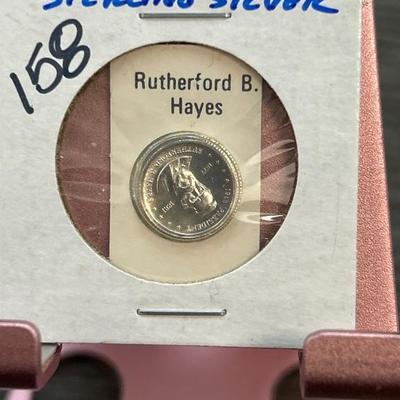 STERLING SILVER
158
Rutherford B.
Hayes